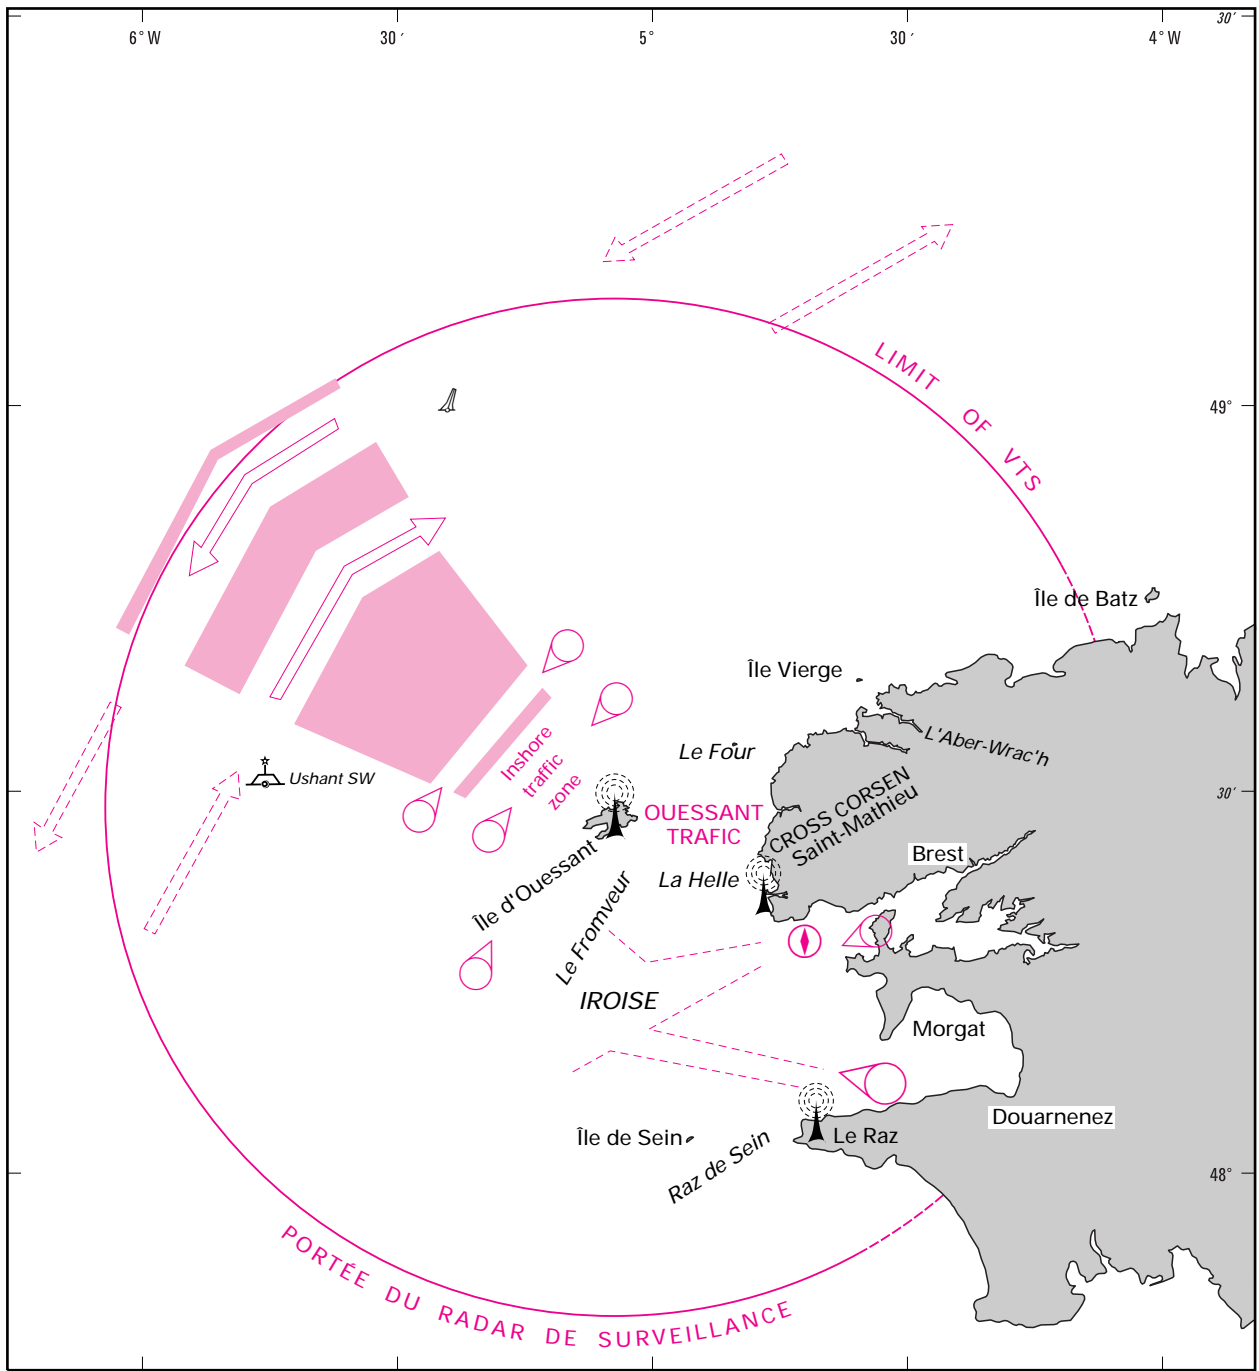 6°W 30′ 5° 30′ 4°W 30′
LIMIT OF VTS
49°
Île de Batz
Île Vierge
L'Aber-Wrac'h
Le Four
Inshore
traffic
zone
Ushant SW
30′
OUESSANT
TRAFIC
CROSS CORSEN
Saint-Mathieu
Brest
La Helle
Île d'Ouessant
Le Fromveur
IROISE
Morgat
Douarnenez
Île de Sein
Le Raz
Raz de Sein
48°
PORTÉE DU RADAR DE SURVEILLANCE